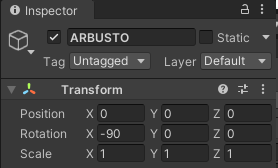 Inspector
ARBUSTO Static
Tag Untagged Layer Default
Transform
Position X 0 Y 0 Z 0
Rotation X -90 Y 0 Z 0
Scale X 1 Y 1 Z 1